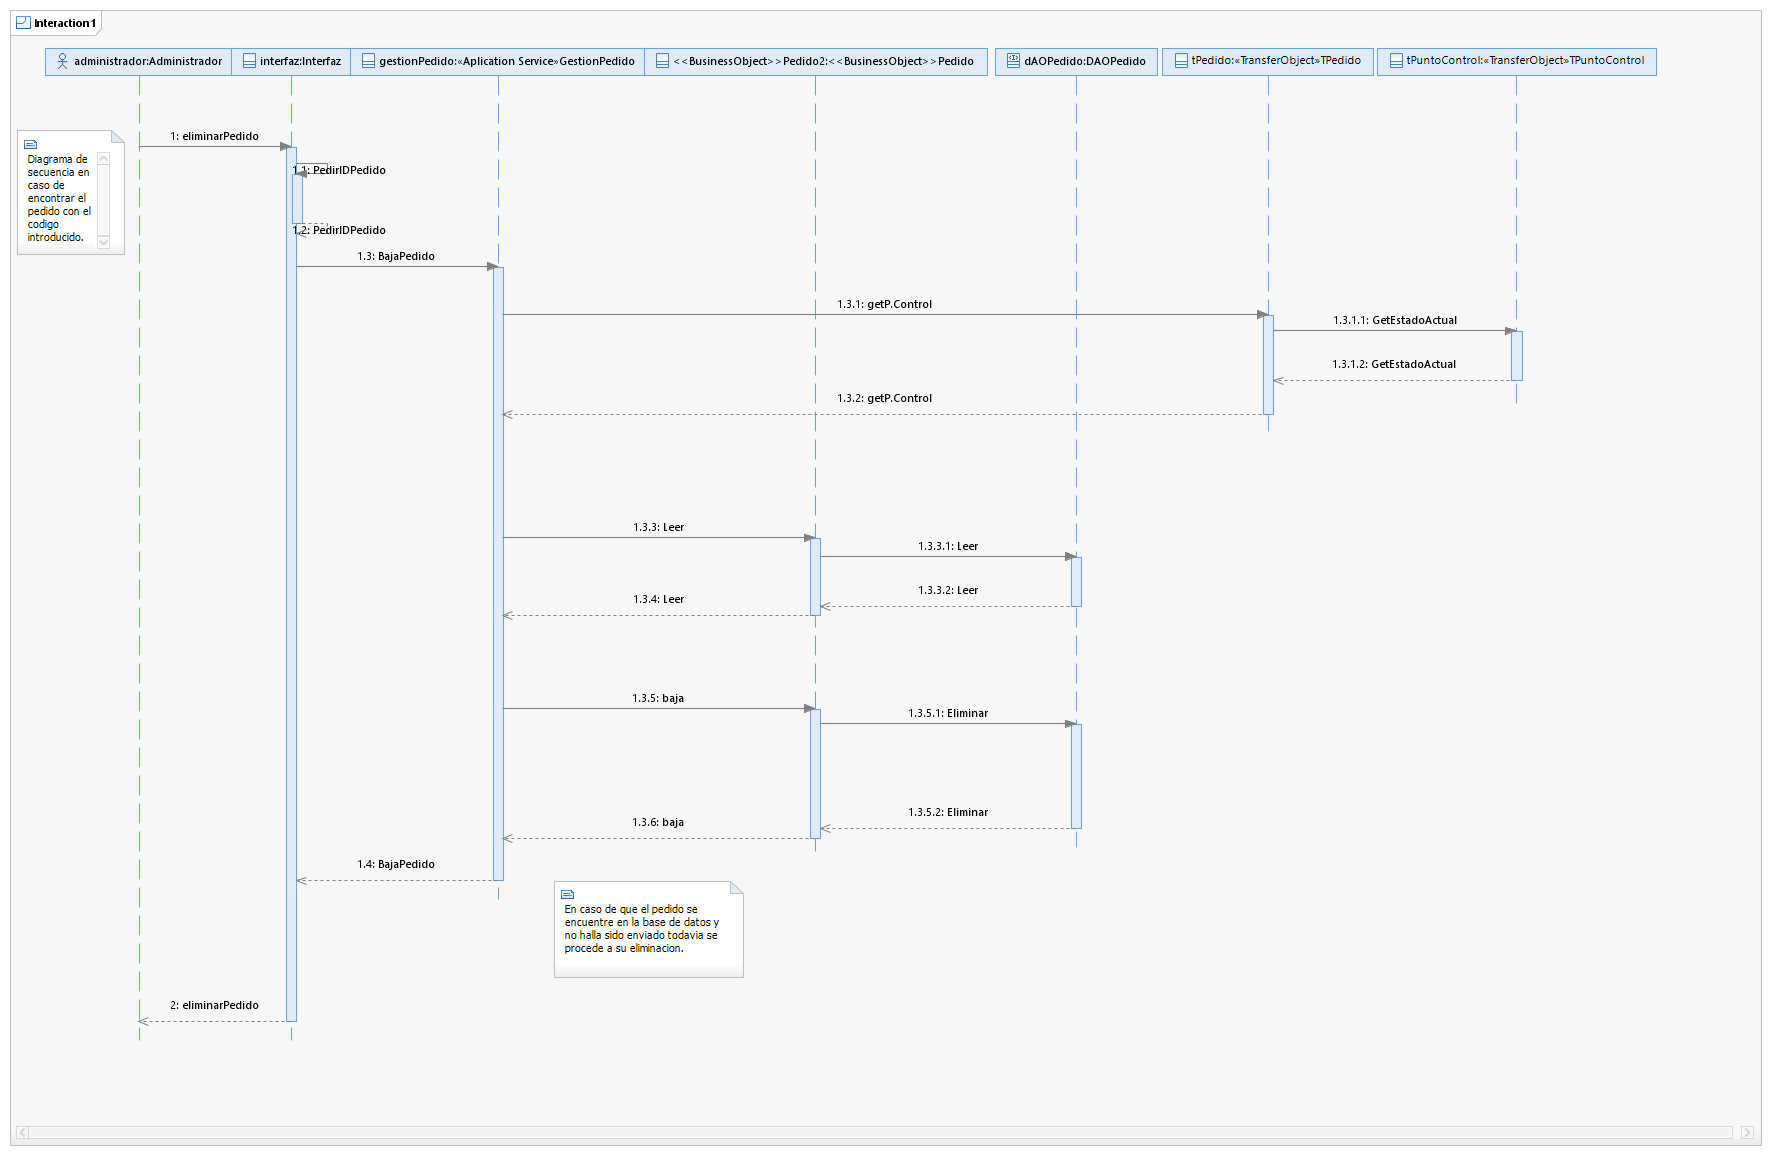 Interaction1
administrador:Administrador
interfaz:Interfaz
gestionPedido:«Aplication Service»GestionPedido
<<BusinessObject>>Pedido2:<<BusinessObject>>Pedido
dAOPedido:DAOPedido
tPedido:«TransferObject»TPedido
tPuntoControl:«TransferObject»TPuntoControl
1: eliminarPedido
Diagrama de
secuencia en
caso de
encontrar el
pedido con el
codigo
introducido.
1.1: PedirIDPedido
1.2: PedirIDPedido
1.3: BajaPedido
1.3.1: getP.Control
1.3.1.1: GetEstadoActual
1.3.1.2: GetEstadoActual
1.3.2: getP.Control
1.3.3: Leer
1.3.3.1: Leer
1.3.3.2: Leer
1.3.4: Leer
1.3.5: baja
1.3.5.1: Eliminar
1.3.5.2: Eliminar
1.3.6: baja
1.4: BajaPedido
En caso de que el pedido se
encuentre en la base de datos y
no halla sido enviado todavia se
procede a su eliminacion.
2: eliminarPedido